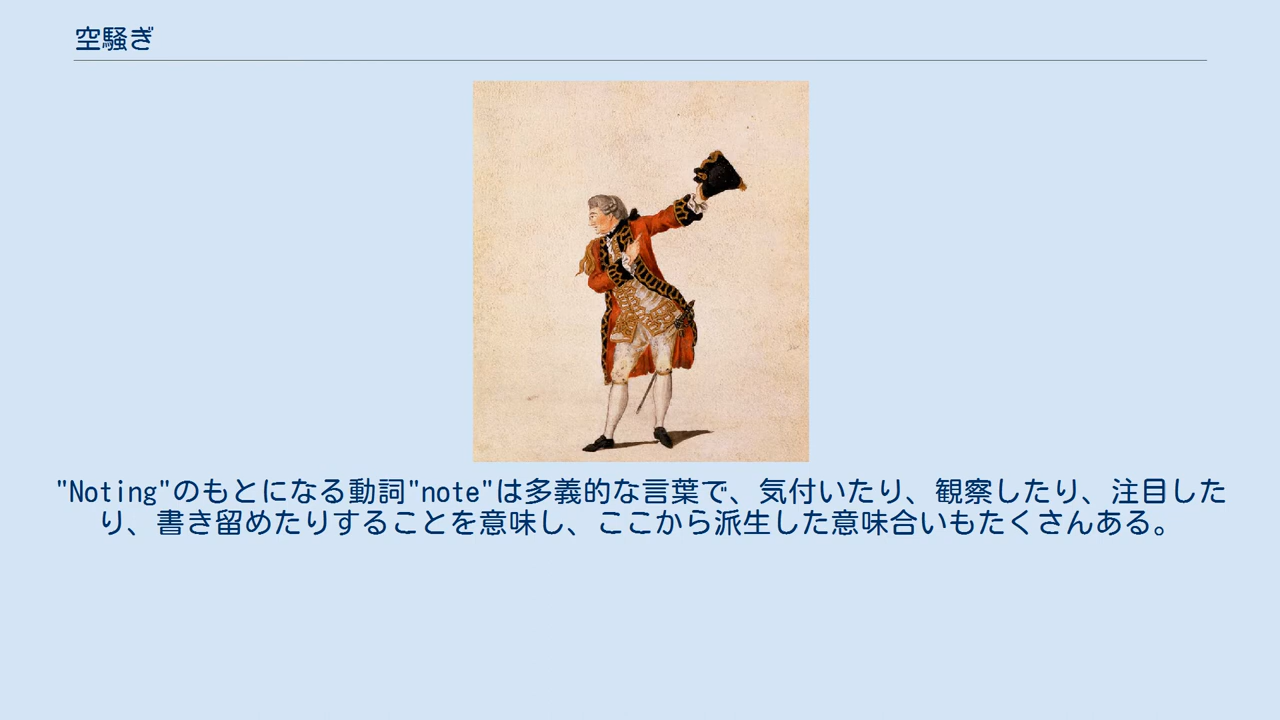 空騒ぎ
"Noting"のもとになる動詞"note"は多義的な言葉で、気付いたり、観察したり、注目した
り、書き留めたりすることを意味し、ここから派生した意味合いもたくさんある。